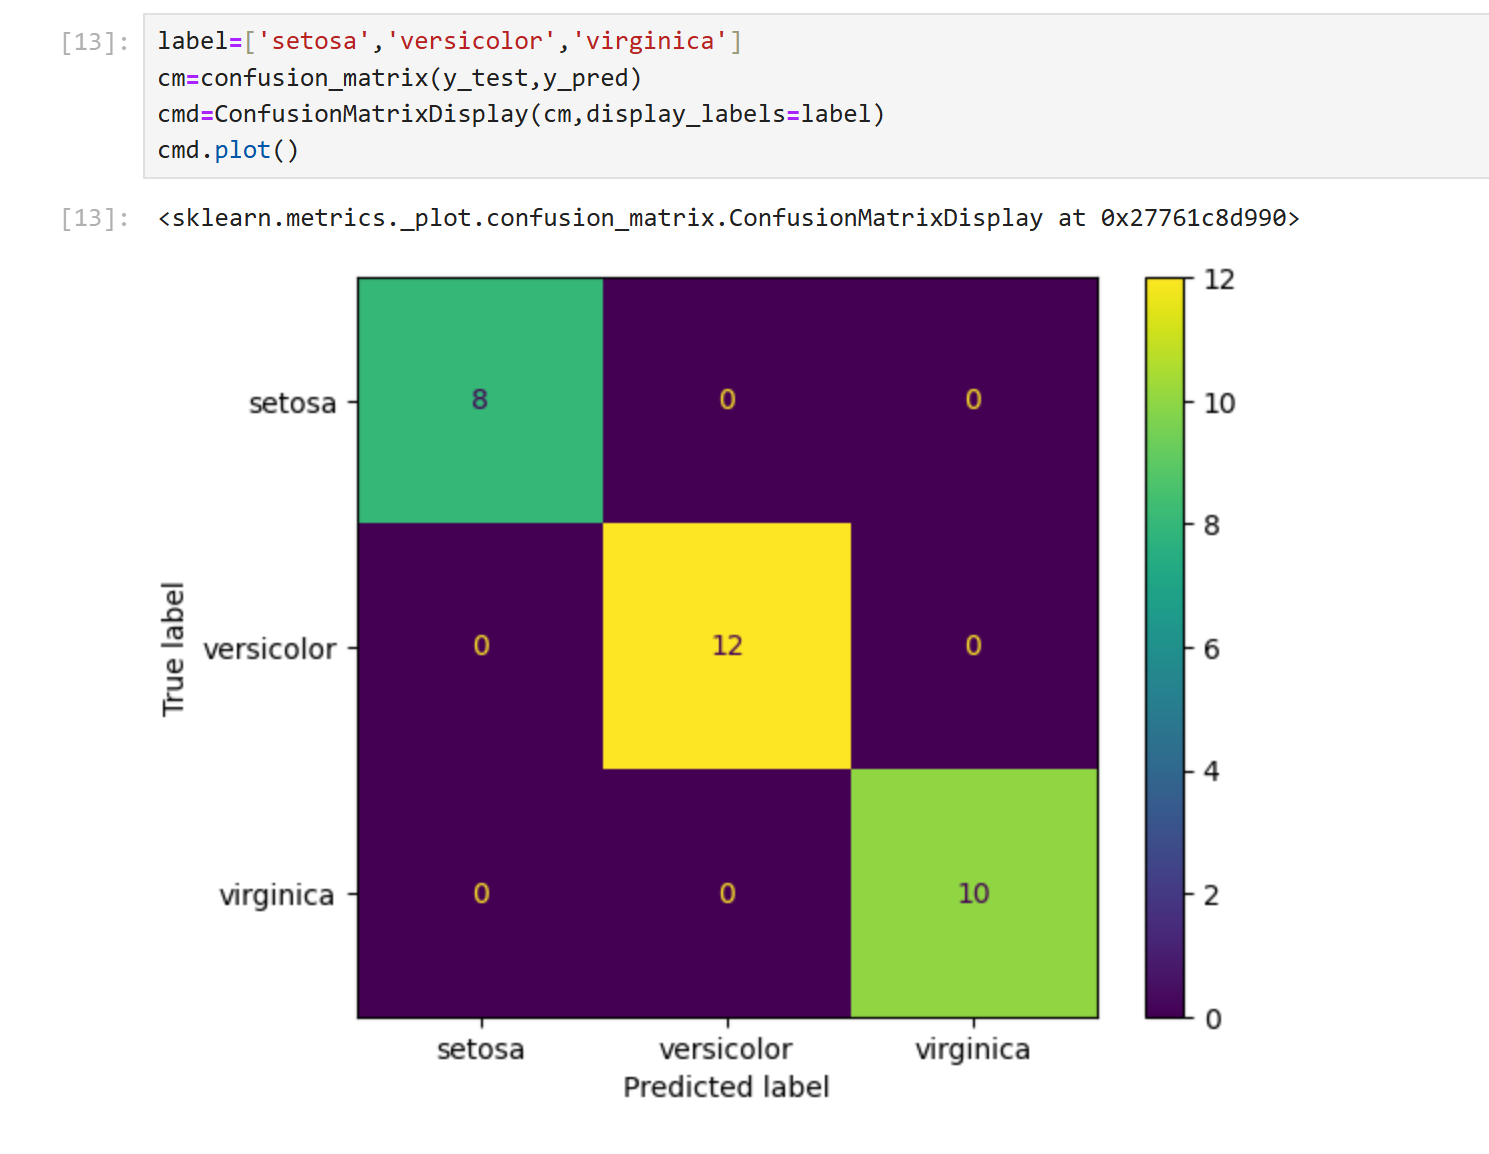 [13]: label=['setosa','versicolor','virginica']
cm=confusion_matrix(y_test,y_pred)
cmd=ConfusionMatrixDisplay(cm,display_labels=label)
cmd.plot()
[13]: <sklearn.metrics._plot.confusion_matrix.ConfusionMatrixDisplay at 0x27761c8d990>
12
setosa 8 0 0 10
8
True label
versicolor 0 12 0 6
4
virginica 0 0 10 2
0
setosa versicolor virginica
Predicted label